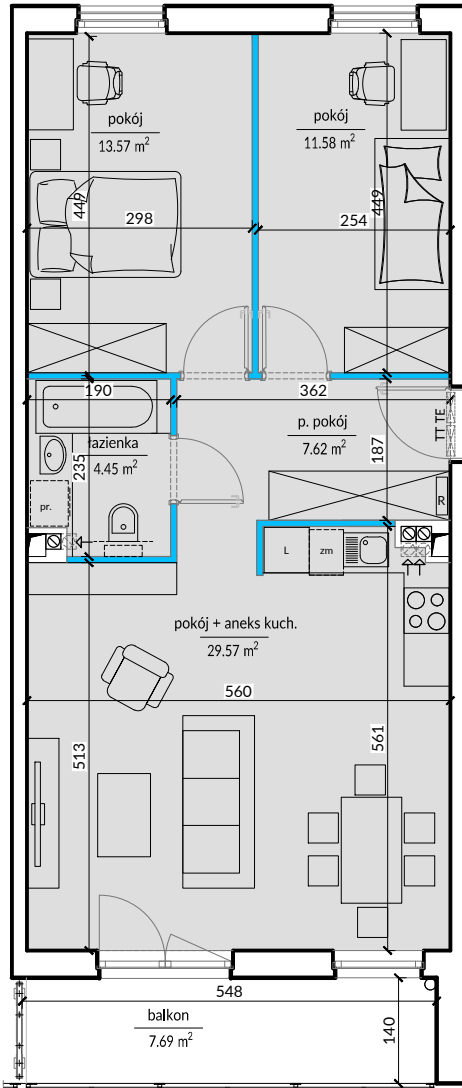 pokój
13.57 m²
pokój
11.58 m²
449
449
298
254
190
362
TT TE
łazienka
4.45 m²
p. pokój
7.62 m²
235
187
pr.
R
L
zm
pokój + aneks kuch.
29.57 m²
560
513
561
548
balkon
7.69 m²
140